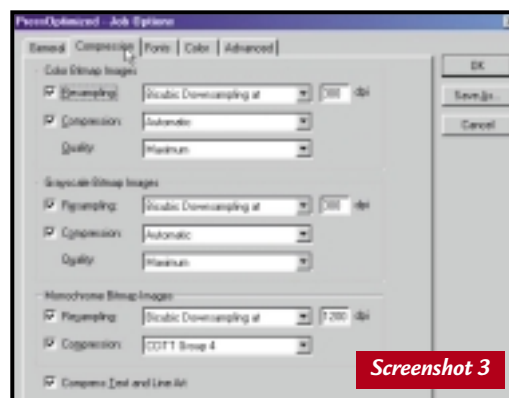 PressOptimized - Job Options
General Compression Fonts Color Advanced
Color Bitmap Images
Resampling: Bicubic Downsampling at 300 dpi
Compression: Automatic
Quality: Maximum
Grayscale Bitmap Images
Resampling: Bicubic Downsampling at 300 dpi
Compression: Automatic
Quality: Maximum
Monochrome Bitmap Images
Resampling: Bicubic Downsampling at 1200 dpi
Compression: CCITT Group 4
Compress Text and Line Art
OK
Save As...
Cancel
Screenshot 3